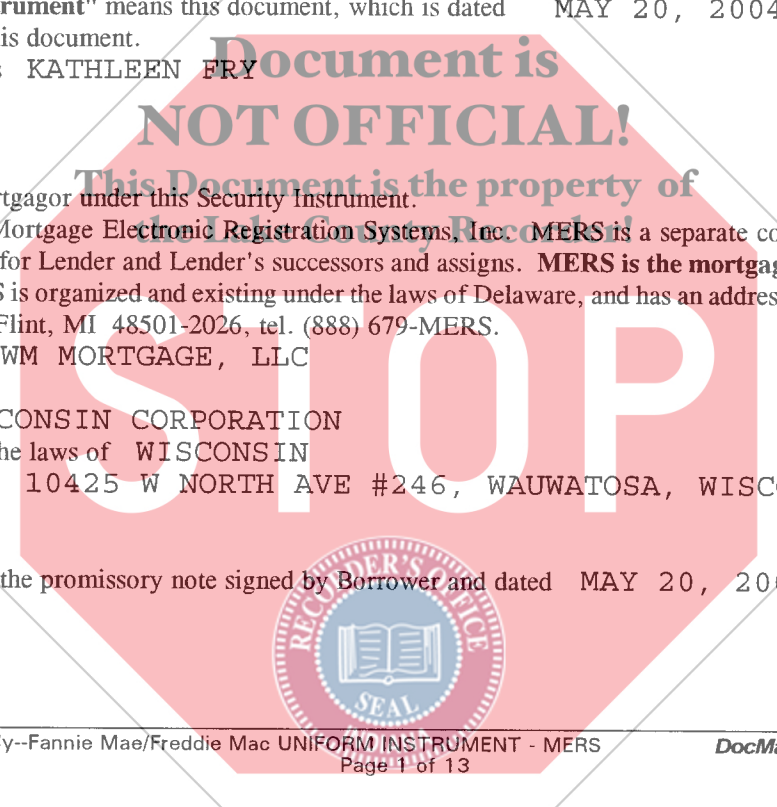 rument" means this document, which is dated MAY 20, 2004
is document.
KATHLEEN FRY
Document is
NOT OFFICIAL!
This Document is the property of
the Lake County Recorder!
rtgagor under this Security Instrument.
Mortgage Electronic Registration Systems, Inc. MERS is a separate co
for Lender and Lender's successors and assigns. MERS is the mortgag
S is organized and existing under the laws of Delaware, and has an addres
Flint, MI 48501-2026, tel. (888) 679-MERS.
WM MORTGAGE, LLC
STOP
CONSIN CORPORATION
he laws of WISCONSIN
10425 W NORTH AVE #246, WAUWATOSA, WISC
the promissory note signed by Borrower and dated MAY 20, 20
RECORDER'S OFFICE
SEAL
INDIANA
y--Fannie Mae/Freddie Mac UNIFORM INSTRUMENT - MERS DocMa
Page 1 of 13